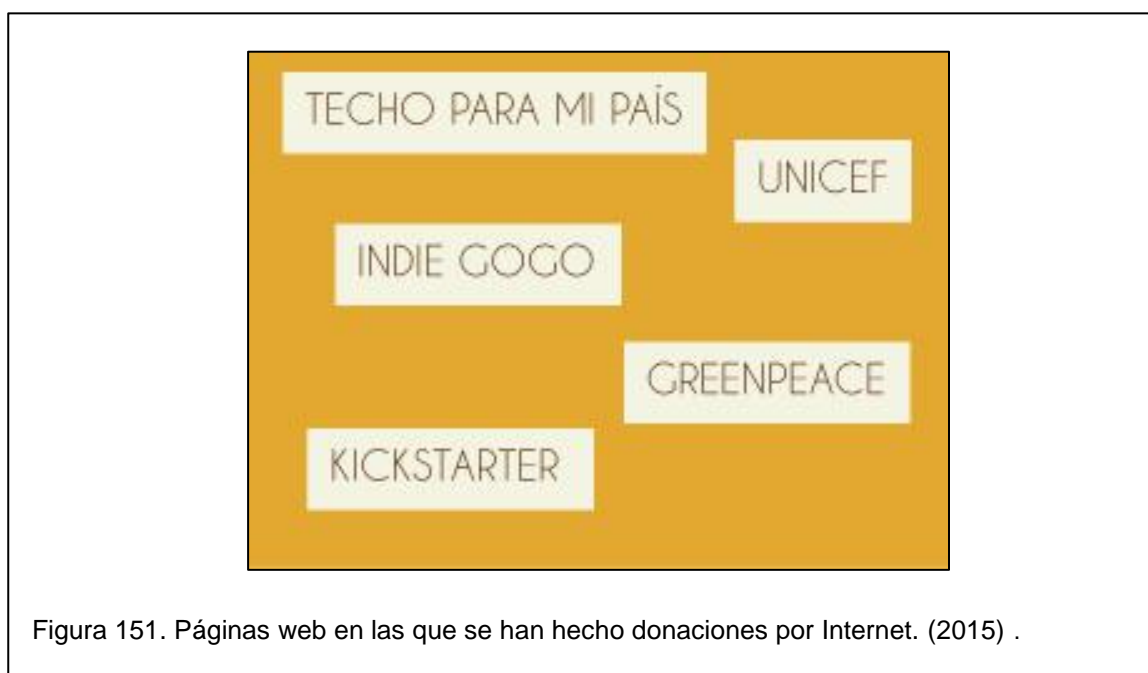 TECHO PARA MI PAÍS
UNICEF
INDIE GOGO
GREENPEACE
KICKSTARTER
Figura 151. Páginas web en las que se han hecho donaciones por Internet. (2015) .